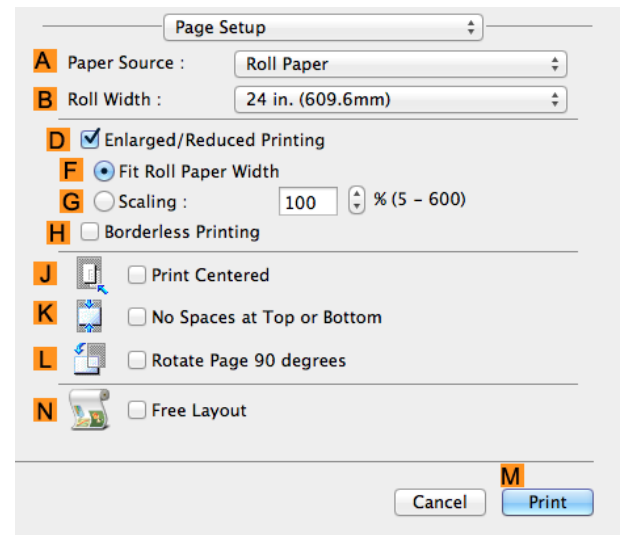 Page Setup
A Paper Source : Roll Paper
B Roll Width : 24 in. (609.6mm)
D Enlarged/Reduced Printing
F Fit Roll Paper Width
G Scaling : 100 % (5 - 600)
H Borderless Printing
J Print Centered
K No Spaces at Top or Bottom
L Rotate Page 90 degrees
N Free Layout
M
Cancel Print